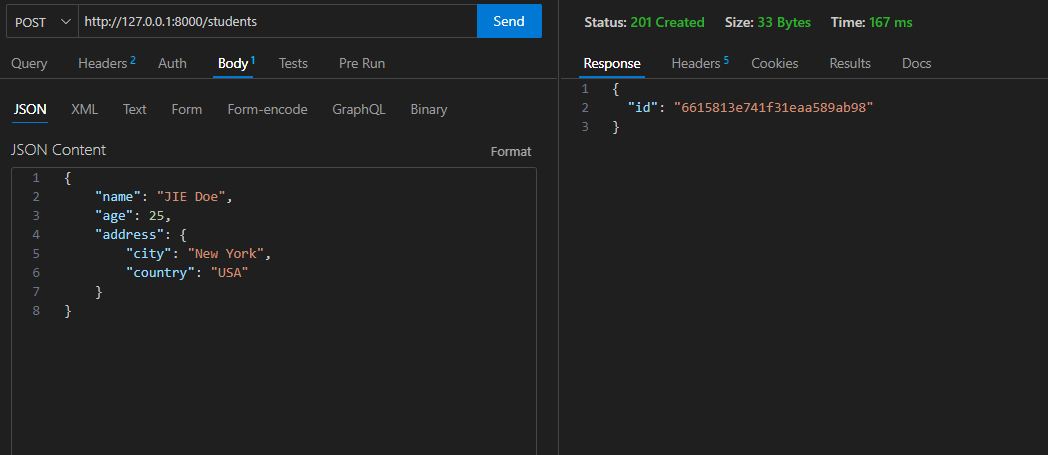 POST http://127.0.0.1:8000/students Send
Query Headers 2 Auth Body 1 Tests Pre Run
JSON XML Text Form Form-encode GraphQL Binary
JSON Content Format
1 {
2 "name": "JIE Doe",
3 "age": 25,
4 "address": {
5 "city": "New York",
6 "country": "USA"
7 }
8 }
Status: 201 Created Size: 33 Bytes Time: 167 ms
Response Headers 5 Cookies Results Docs
1 {
2 "id": "6615813e741f31eaa589ab98"
3 }